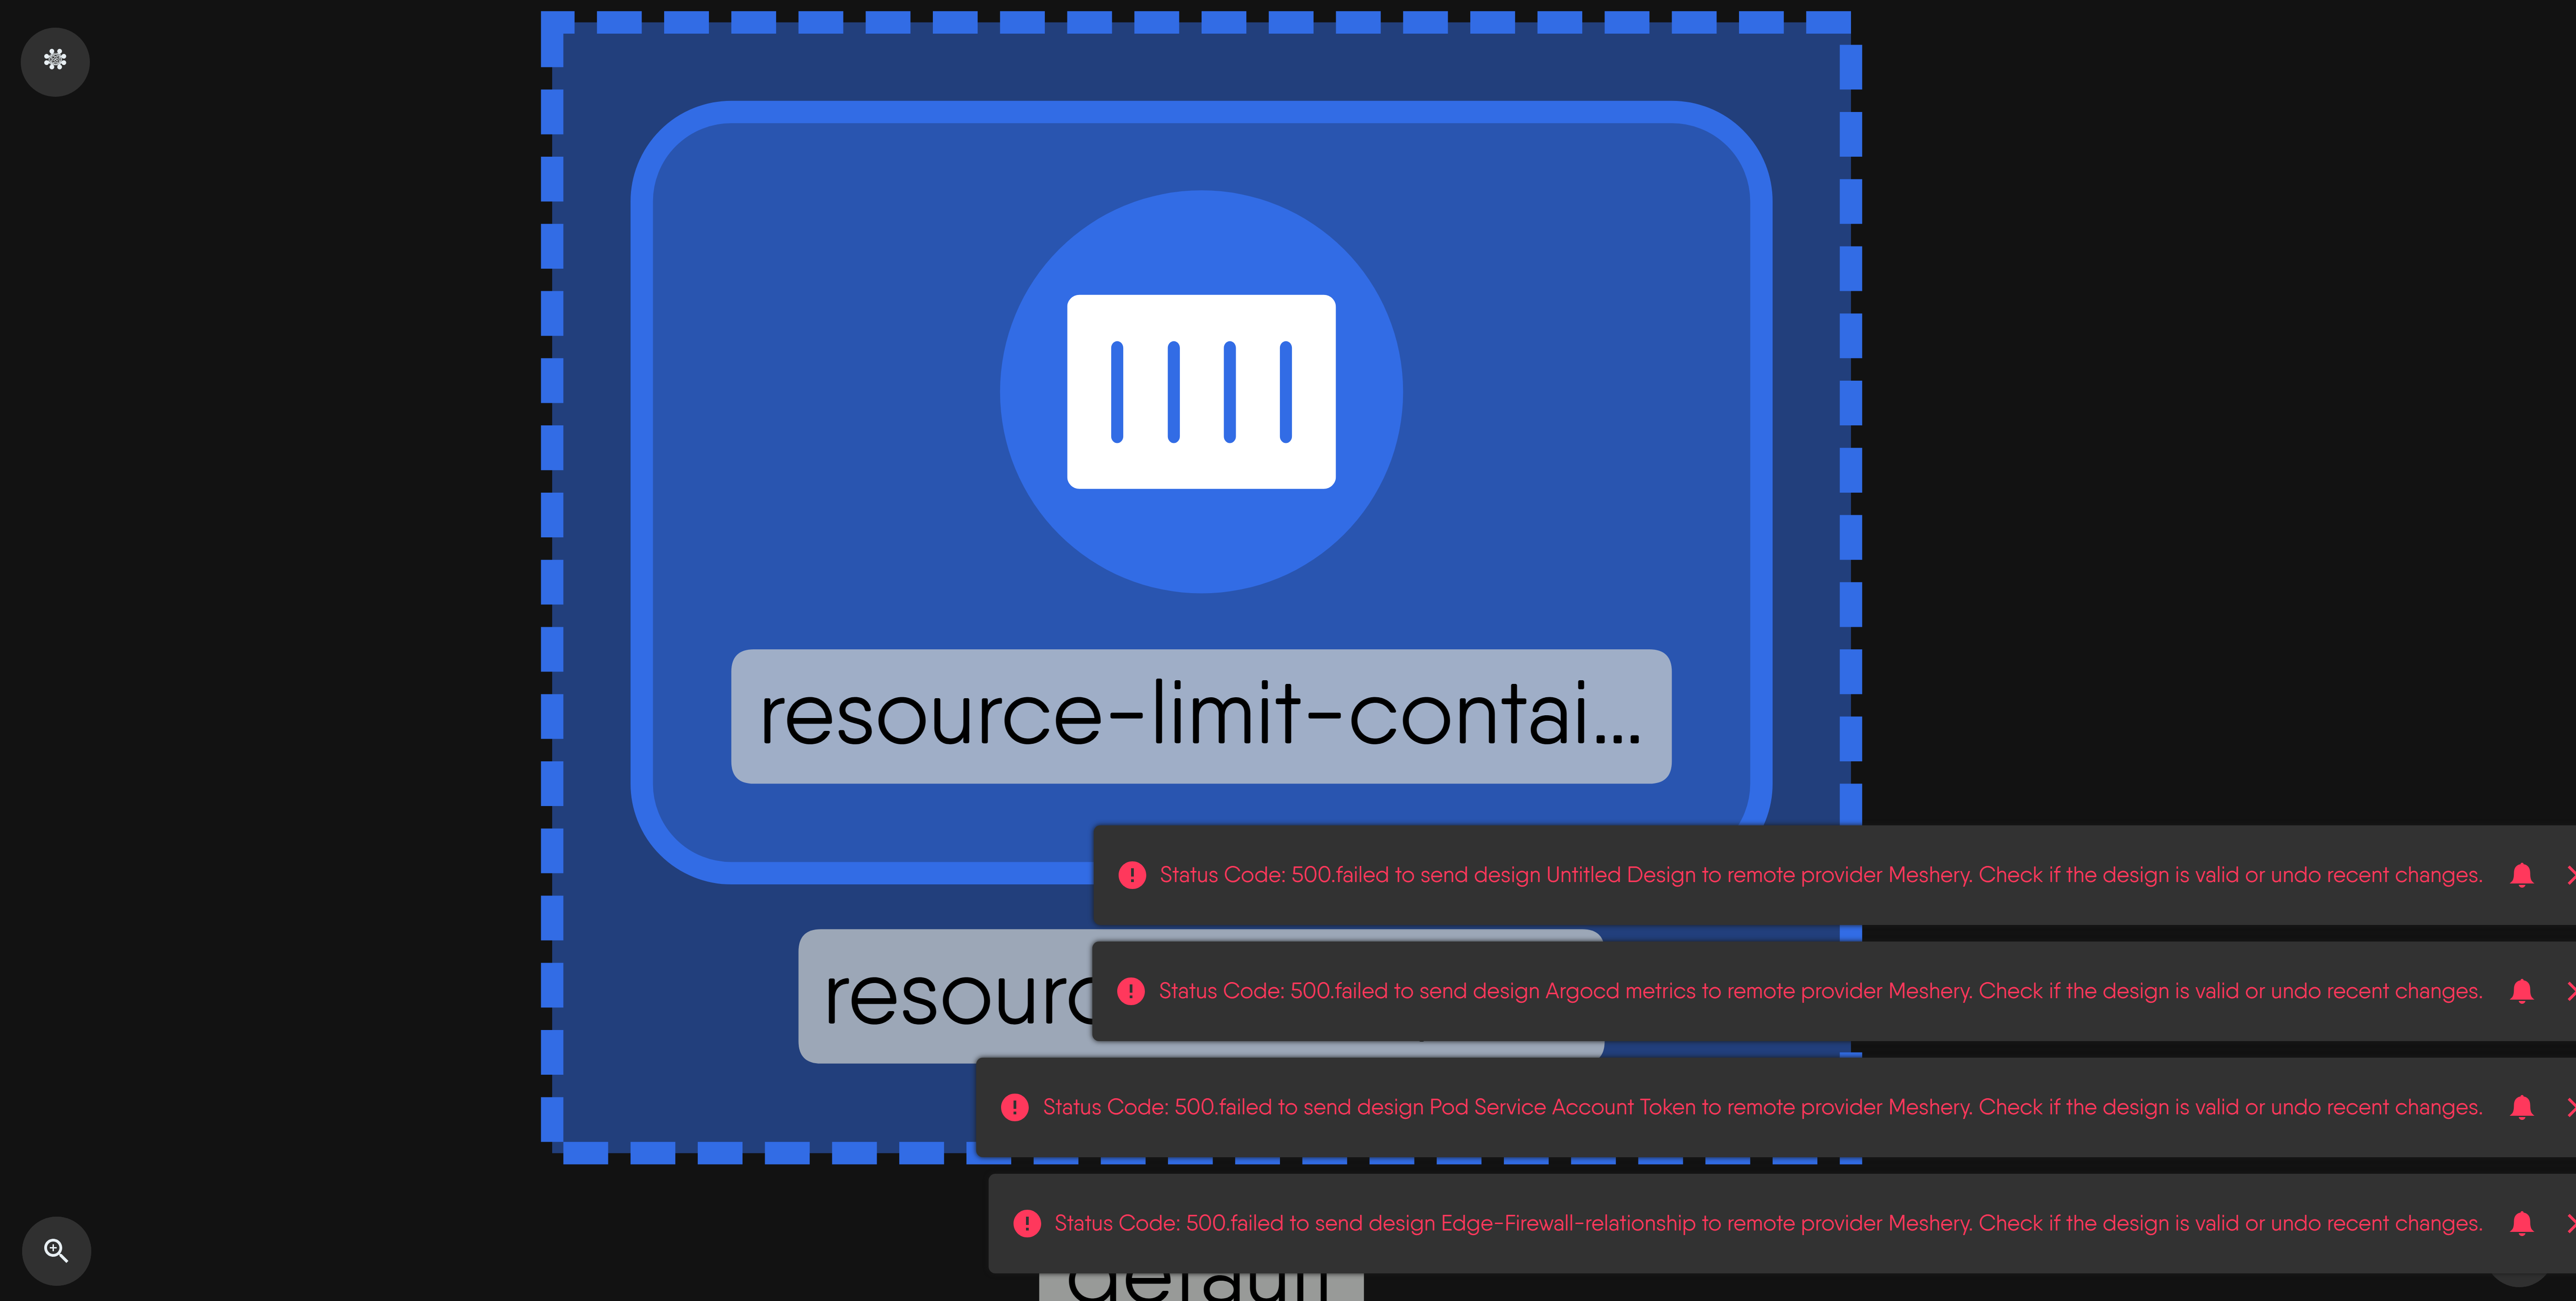 resource-limit-contai...
Status Code: 500.failed to send design Untitled Design to remote provider Meshery. Check if the design is valid or undo recent changes.
Status Code: 500.failed to send design Argocd metrics to remote provider Meshery. Check if the design is valid or undo recent changes.
Status Code: 500.failed to send design Pod Service Account Token to remote provider Meshery. Check if the design is valid or undo recent changes.
Status Code: 500.failed to send design Edge-Firewall-relationship to remote provider Meshery. Check if the design is valid or undo recent changes.
default